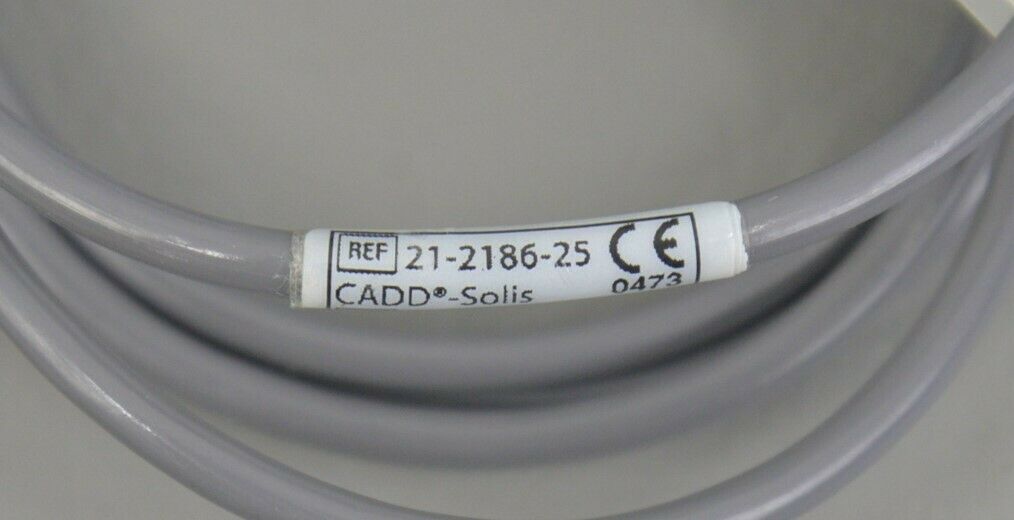 REF 21-2186-25 CE
CADD®-Solis 0473